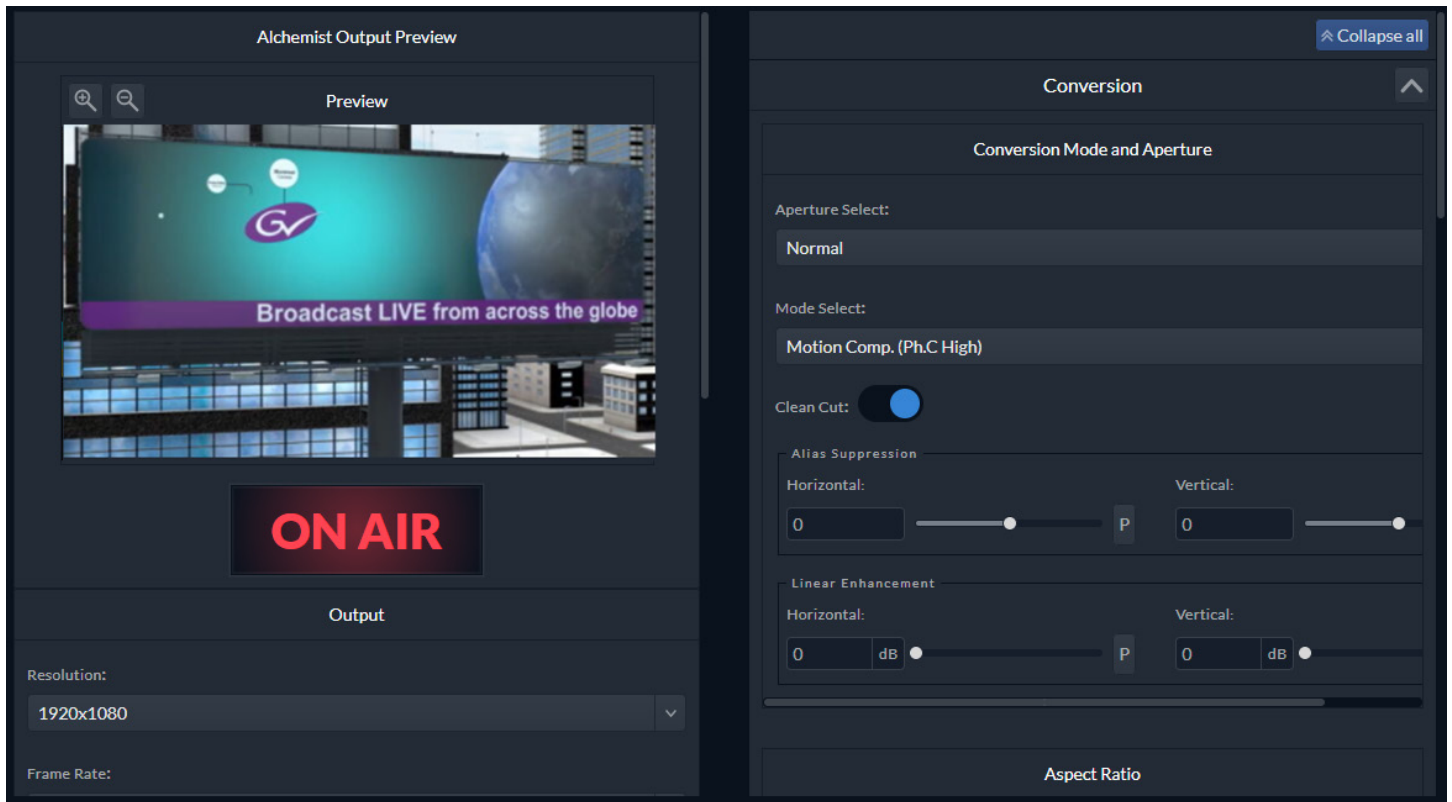 Alchemist Output Preview
Preview
GV
Broadcast LIVE from across the globe
ON AIR
Output
Resolution:
1920x1080
Frame Rate:
Collapse all
Conversion
Conversion Mode and Aperture
Aperture Select:
Normal
Mode Select:
Motion Comp. (Ph.C High)
Clean Cut:
Alias Suppression
Horizontal: Vertical:
0 P 0
Linear Enhancement
Horizontal: Vertical:
0 dB P 0 dB
Aspect Ratio